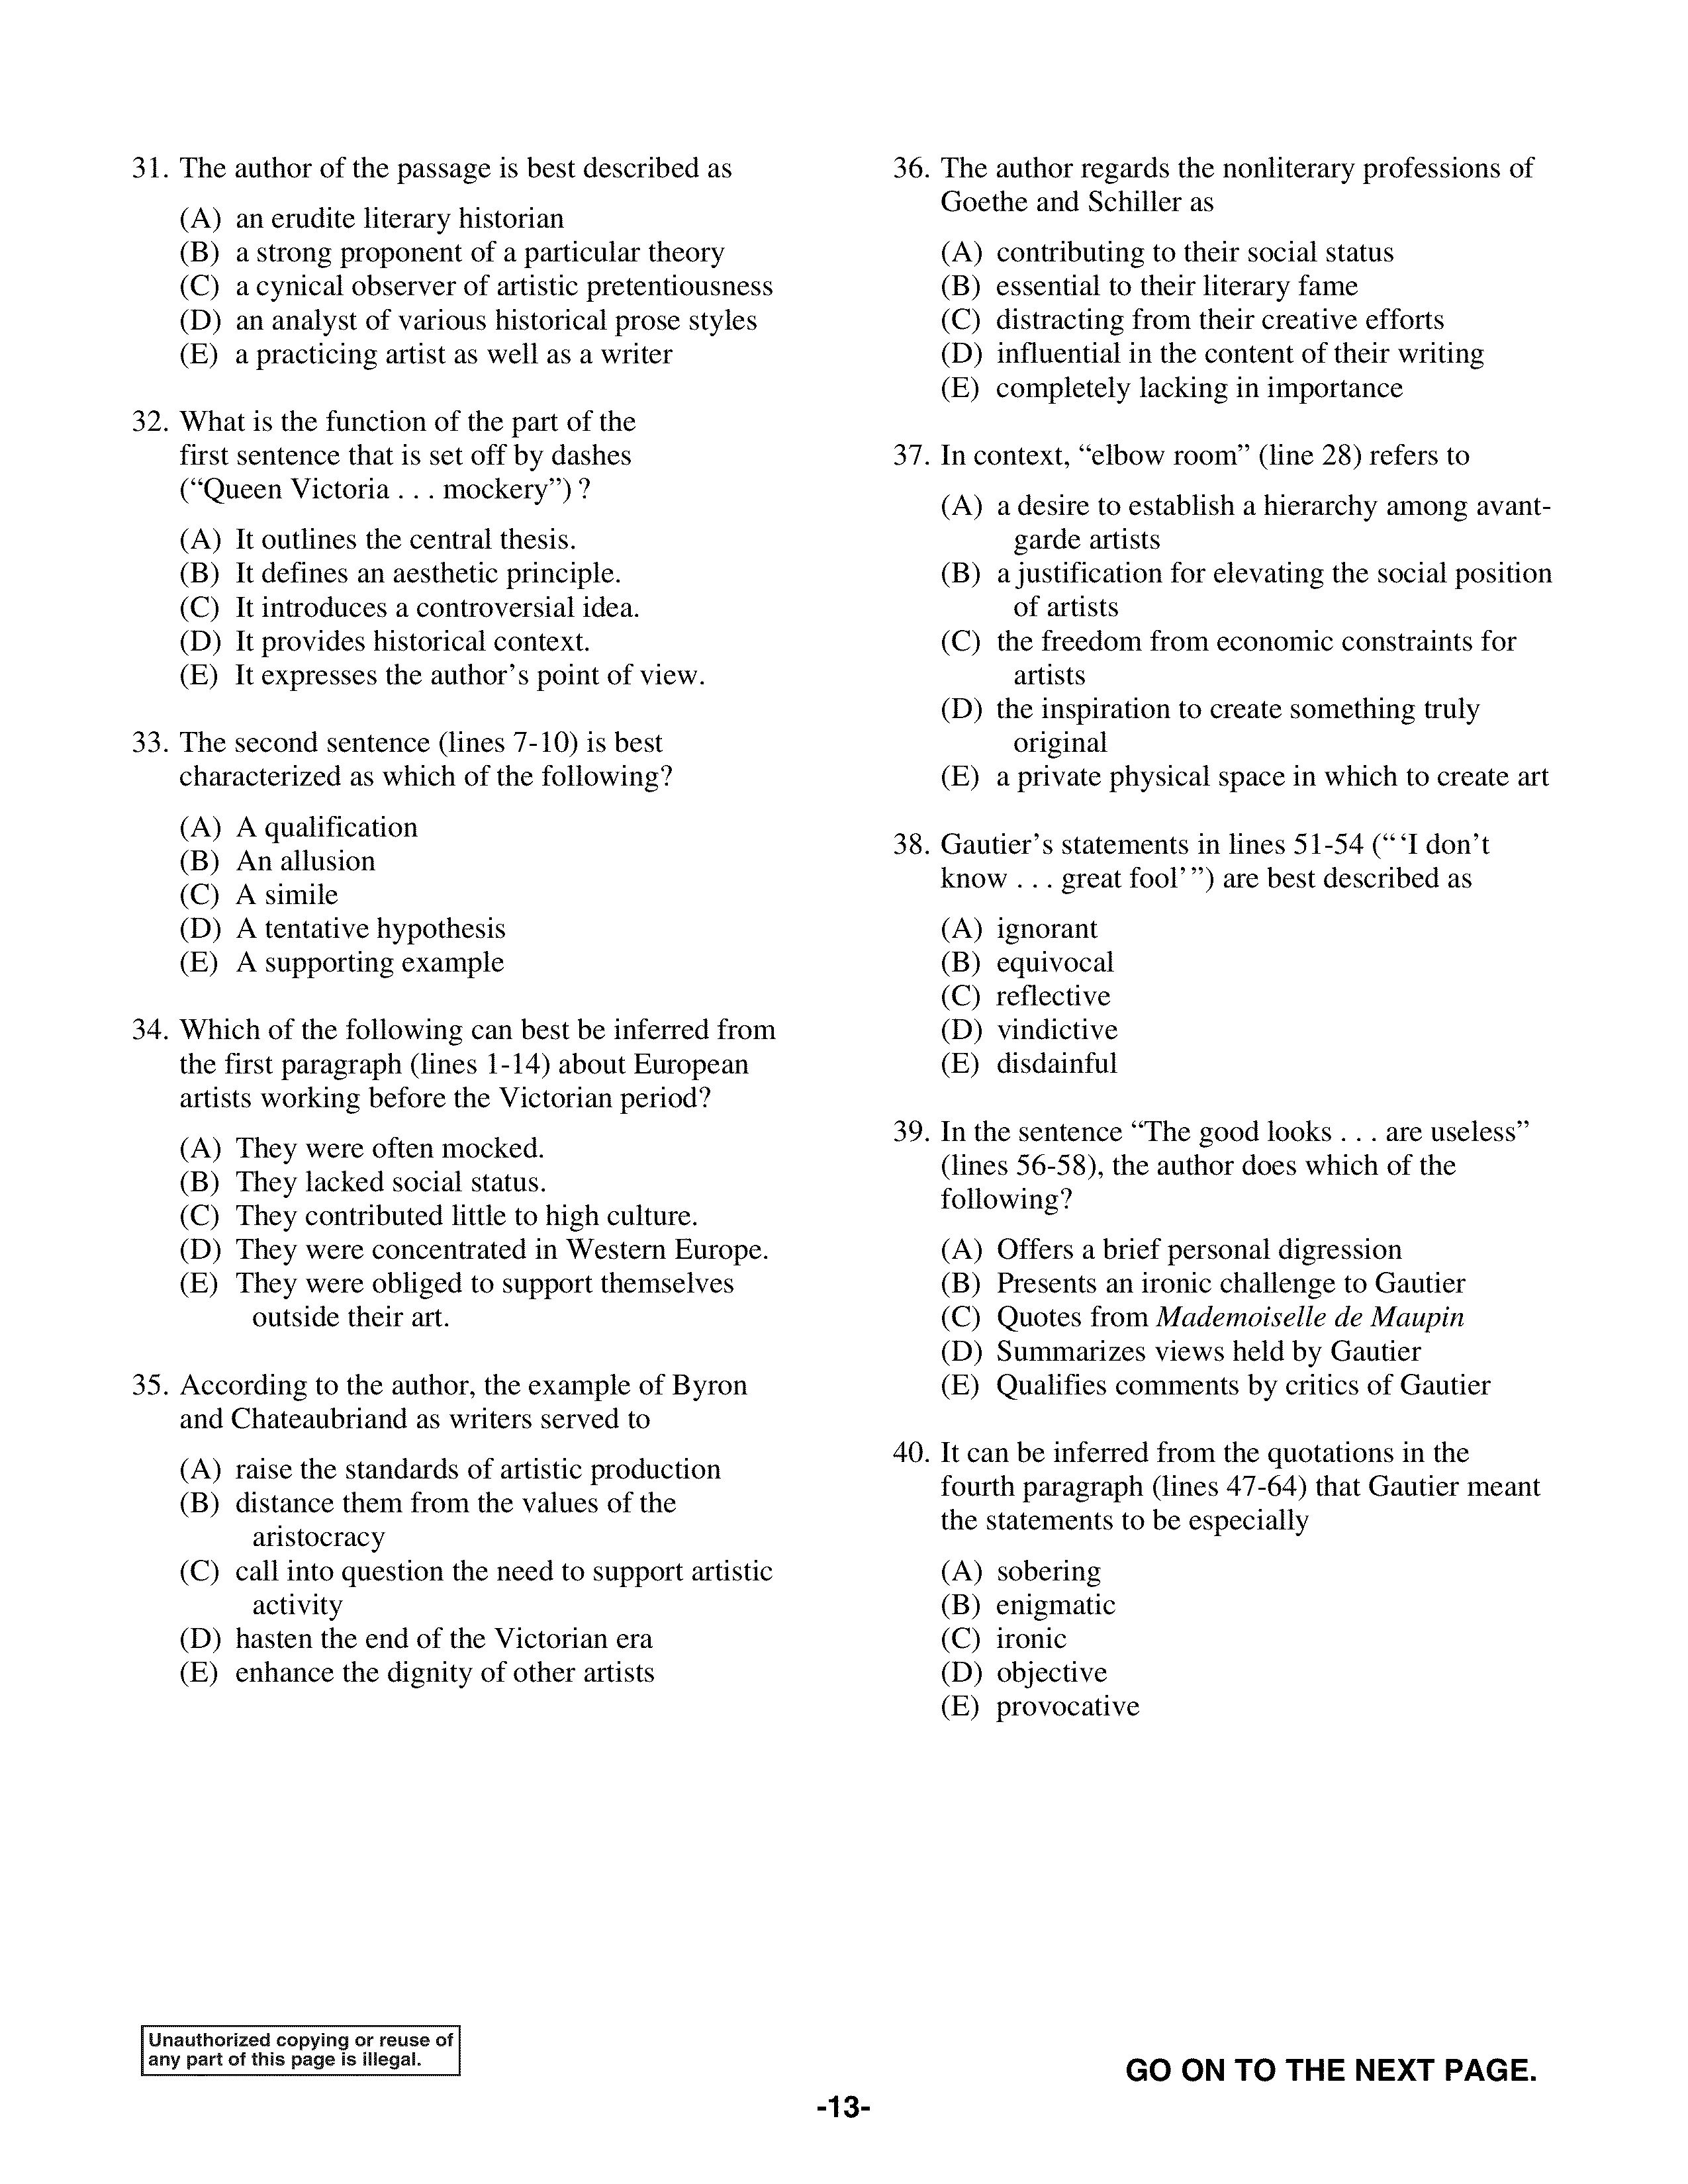 31. The author of the passage is best described as
(A) an erudite literary historian
(B) a strong proponent of a particular theory
(C) a cynical observer of artistic pretentiousness
(D) an analyst of various historical prose styles
(E) a practicing artist as well as a writer
32. What is the function of the part of the
first sentence that is set off by dashes
(“Queen Victoria . . . mockery”) ?
(A) It outlines the central thesis.
(B) It defines an aesthetic principle.
(C) It introduces a controversial idea.
(D) It provides historical context.
(E) It expresses the author’s point of view.
33. The second sentence (lines 7-10) is best
characterized as which of the following?
(A) A qualification
(B) An allusion
(C) A simile
(D) A tentative hypothesis
(E) A supporting example
34. Which of the following can best be inferred from
the first paragraph (lines 1-14) about European
artists working before the Victorian period?
(A) They were often mocked.
(B) They lacked social status.
(C) They contributed little to high culture.
(D) They were concentrated in Western Europe.
(E) They were obliged to support themselves
outside their art.
35. According to the author, the example of Byron
and Chateaubriand as writers served to
(A) raise the standards of artistic production
(B) distance them from the values of the
aristocracy
(C) call into question the need to support artistic
activity
(D) hasten the end of the Victorian era
(E) enhance the dignity of other artists
36. The author regards the nonliterary professions of
Goethe and Schiller as
(A) contributing to their social status
(B) essential to their literary fame
(C) distracting from their creative efforts
(D) influential in the content of their writing
(E) completely lacking in importance
37. In context, “elbow room” (line 28) refers to
(A) a desire to establish a hierarchy among avant-
garde artists
(B) a justification for elevating the social position
of artists
(C) the freedom from economic constraints for
artists
(D) the inspiration to create something truly
original
(E) a private physical space in which to create art
38. Gautier’s statements in lines 51-54 (“ ‘I don’t
know . . . great fool’ ”) are best described as
(A) ignorant
(B) equivocal
(C) reflective
(D) vindictive
(E) disdainful
39. In the sentence “The good looks . . . are useless”
(lines 56-58), the author does which of the
following?
(A) Offers a brief personal digression
(B) Presents an ironic challenge to Gautier
(C) Quotes from Mademoiselle de Maupin
(D) Summarizes views held by Gautier
(E) Qualifies comments by critics of Gautier
40. It can be inferred from the quotations in the
fourth paragraph (lines 47-64) that Gautier meant
the statements to be especially
(A) sobering
(B) enigmatic
(C) ironic
(D) objective
(E) provocative
Unauthorized copying or reuse of
any part of this page is illegal.
GO ON TO THE NEXT PAGE.
-13-